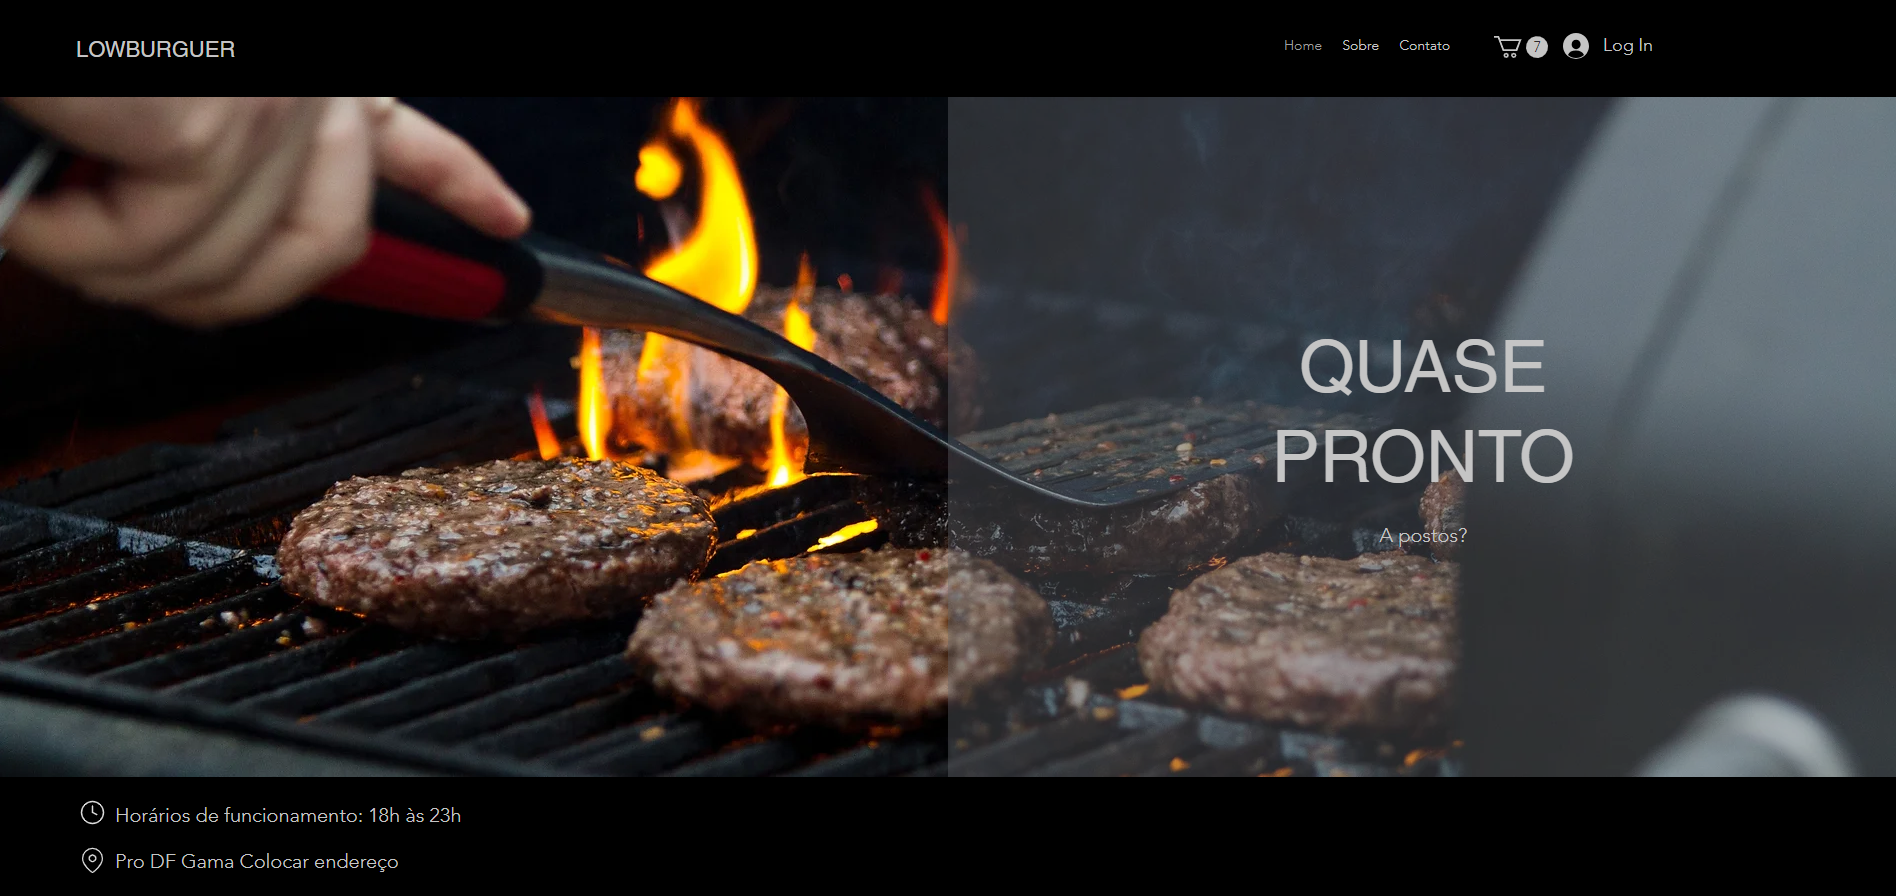 LOWBURGUER
Home Sobre Contato 7 Log In
QUASE
PRONTO
A postos?
Horários de funcionamento: 18h às 23h
Pro DF Gama Colocar endereço